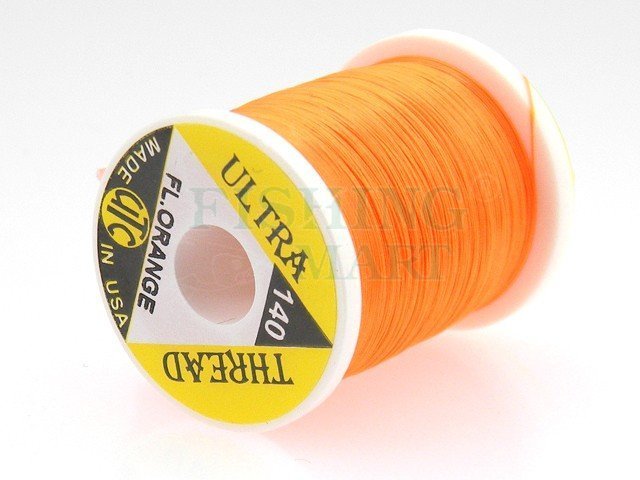 ULTRA
140
THREAD
FL.ORANGE
UTC
MADE IN USA
FISHING
MART